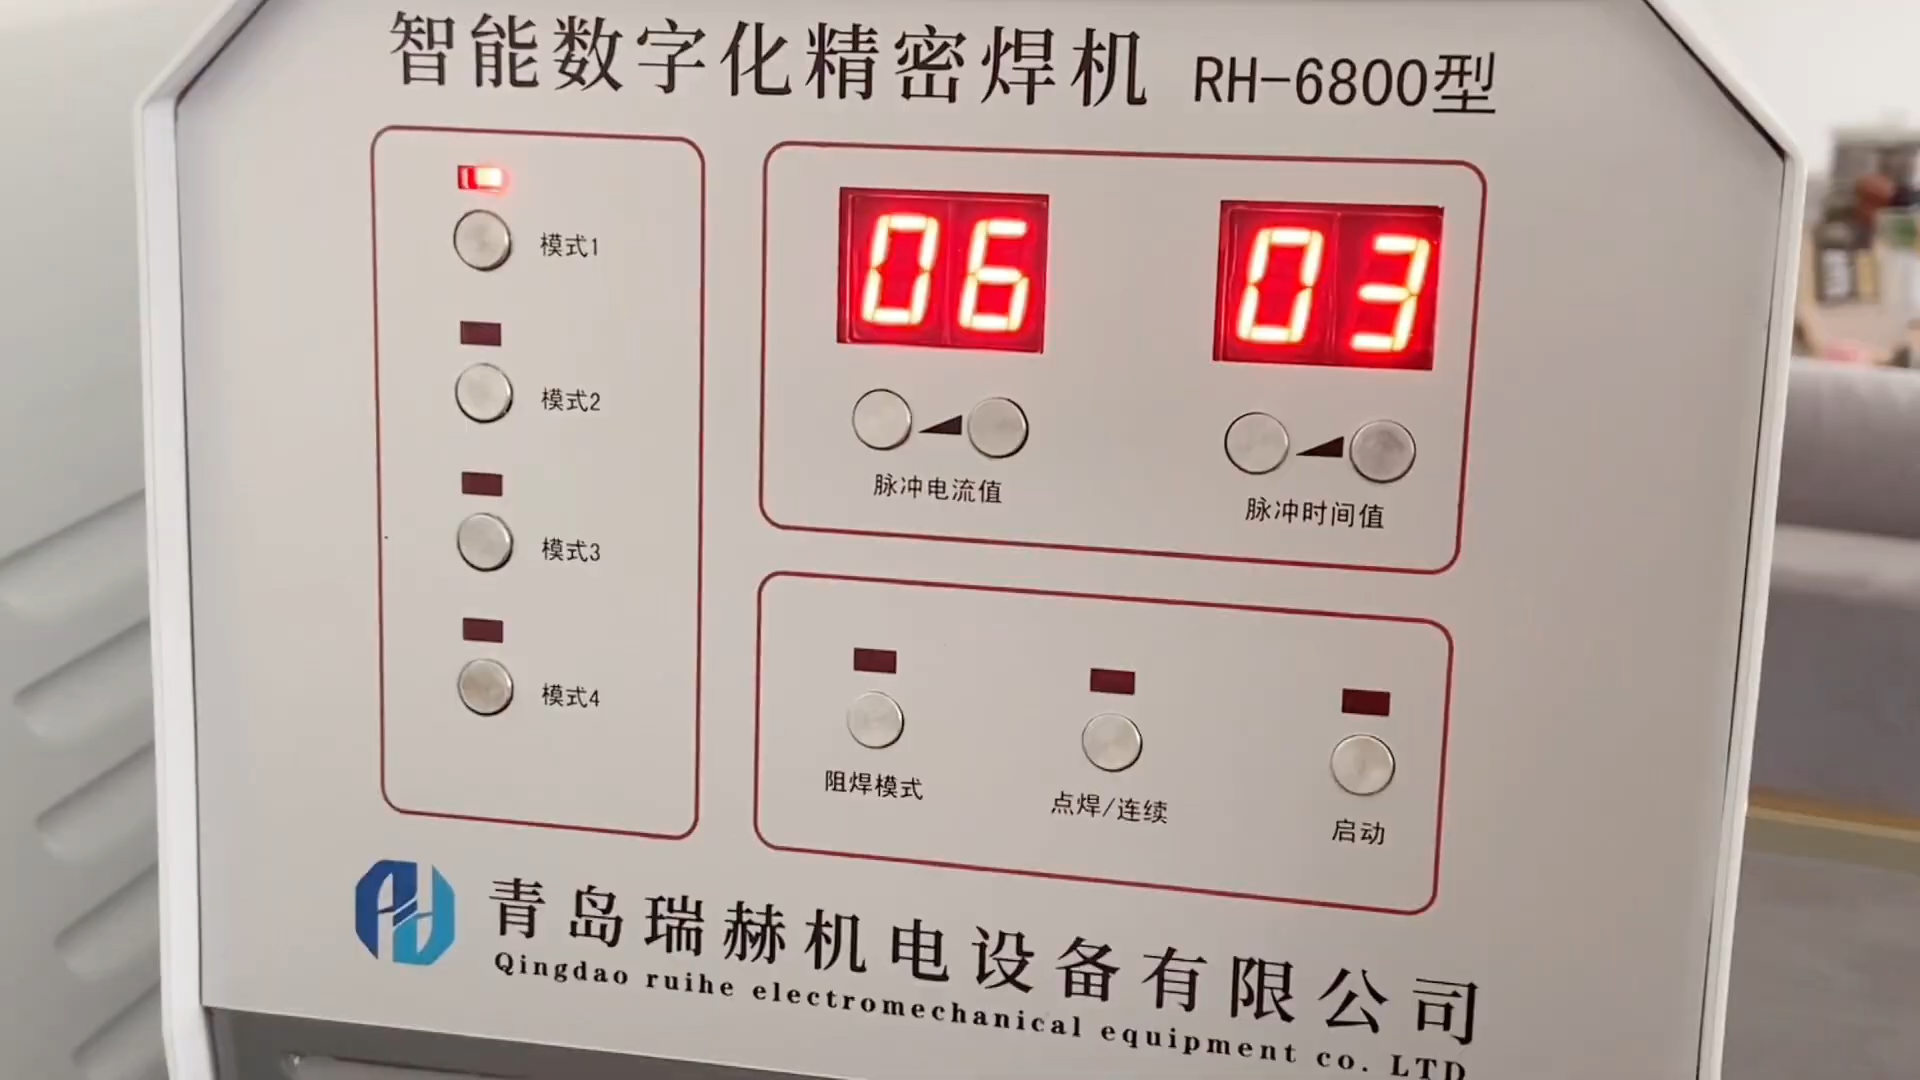 智能数字化精密焊机 RH-6800型
模式1
模式2
模式3
模式4
06
03
脉冲电流值
脉冲时间值
阻焊模式
点焊/连续
启动
青岛瑞赫机电设备有限公司
Qingdao ruihe electromechanical equipment co. LTD